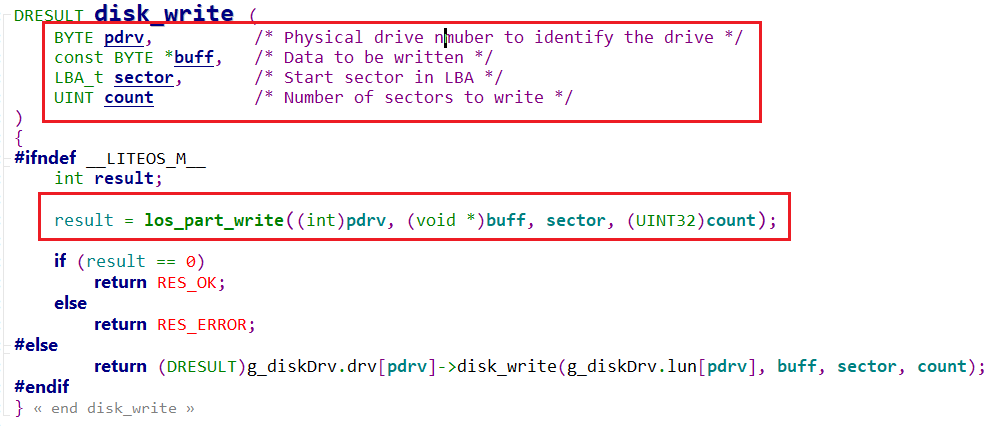 DRESULT disk_write (
    BYTE pdrv,          /* Physical drive nmuber to identify the drive */
    const BYTE *buff,   /* Data to be written */
    LBA_t sector,       /* Start sector in LBA */
    UINT count          /* Number of sectors to write */
)
{
#ifndef __LITEOS_M__
    int result;
    result = los_part_write((int)pdrv, (void *)buff, sector, (UINT32)count);
    if (result == 0)
        return RES_OK;
    else
        return RES_ERROR;
#else
        return (DRESULT)g_diskDrv.drv[pdrv]->disk_write(g_diskDrv.lun[pdrv], buff, sector, count);
#endif
} « end disk_write »